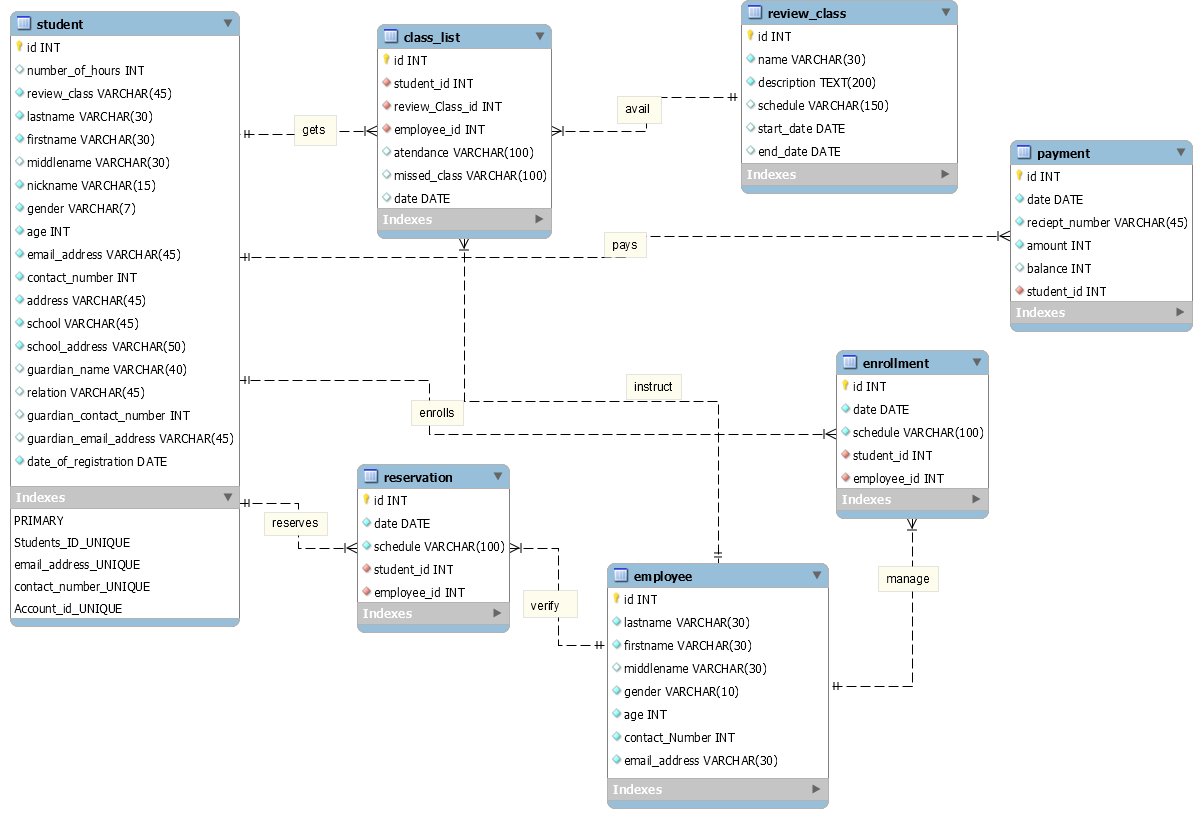 student
id INT
number_of_hours INT
review_class VARCHAR(45)
lastname VARCHAR(30)
firstname VARCHAR(30)
middlename VARCHAR(30)
nickname VARCHAR(15)
gender VARCHAR(7)
age INT
email_address VARCHAR(45)
contact_number INT
address VARCHAR(45)
school VARCHAR(45)
school_address VARCHAR(50)
guardian_name VARCHAR(40)
relation VARCHAR(45)
guardian_contact_number INT
guardian_email_address VARCHAR(45)
date_of_registration DATE
Indexes
PRIMARY
Students_ID_UNIQUE
email_address_UNIQUE
contact_number_UNIQUE
Account_id_UNIQUE
gets
class_list
id INT
student_id INT
review_Class_id INT
employee_id INT
atendance VARCHAR(100)
missed_class VARCHAR(100)
date DATE
Indexes
avail
review_class
id INT
name VARCHAR(30)
description TEXT(200)
schedule VARCHAR(150)
start_date DATE
end_date DATE
Indexes
pays
payment
id INT
date DATE
reciept_number VARCHAR(45)
amount INT
balance INT
student_id INT
Indexes
instruct
enrolls
enrollment
id INT
date DATE
schedule VARCHAR(100)
student_id INT
employee_id INT
Indexes
reserves
reservation
id INT
date DATE
schedule VARCHAR(100)
student_id INT
employee_id INT
Indexes
verify
manage
employee
id INT
lastname VARCHAR(30)
firstname VARCHAR(30)
middlename VARCHAR(30)
gender VARCHAR(10)
age INT
contact_Number INT
email_address VARCHAR(30)
Indexes